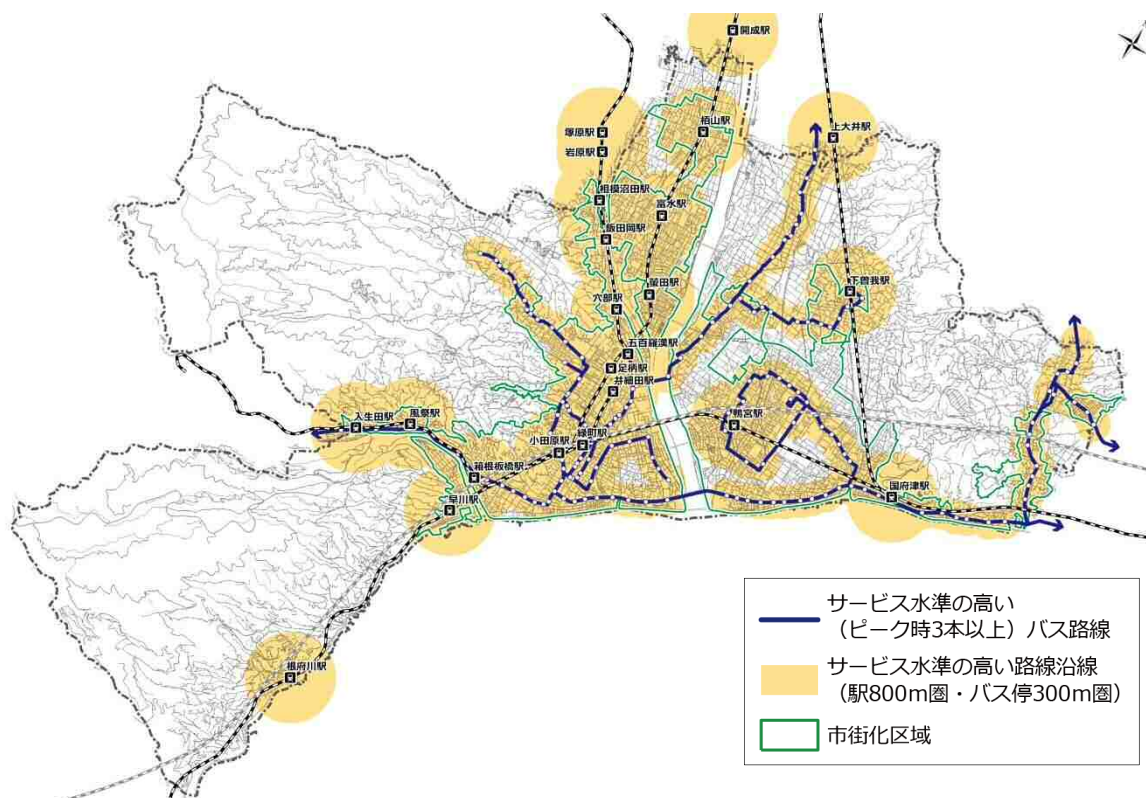 開成駅
塚原駅
栢山駅
上大井駅
岩原駅
相模沼田駅
富水駅
飯田岡駅
下曽我駅
螢田駅
穴部駅
五百羅漢駅
足柄駅
井細田駅
入生田駅
風祭駅
鴨宮駅
緑町駅
小田原駅
箱根板橋駅
国府津駅
早川駅
根府川駅
サービス水準の高い
(ピーク時3本以上)バス路線
サービス水準の高い路線沿線
(駅800m圏・バス停300m圏)
市街化区域